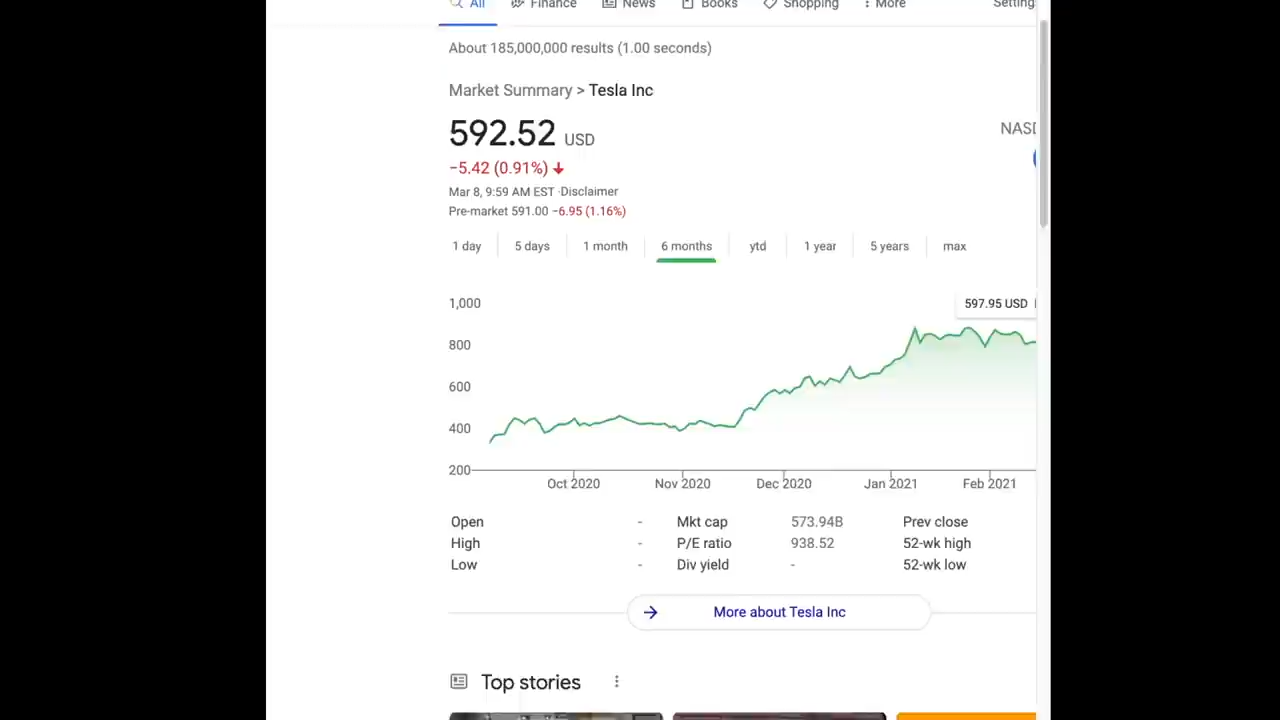 All Finance News Books Shopping More
About 185,000,000 results (1.00 seconds)
Market Summary > Tesla Inc
592.52 USD
−5.42 (0.91%)
Mar 8, 9:59 AM EST ·Disclaimer
Pre-market 591.00 −6.95 (1.16%)
1 day 5 days 1 month 6 months ytd 1 year 5 years max
1,000
597.95 USD
800
600
400
200
Oct 2020 Nov 2020 Dec 2020 Jan 2021 Feb 2021
Open - Mkt cap 573.94B Prev close
High - P/E ratio 938.52 52-wk high
Low - Div yield - 52-wk low
More about Tesla Inc
Top stories